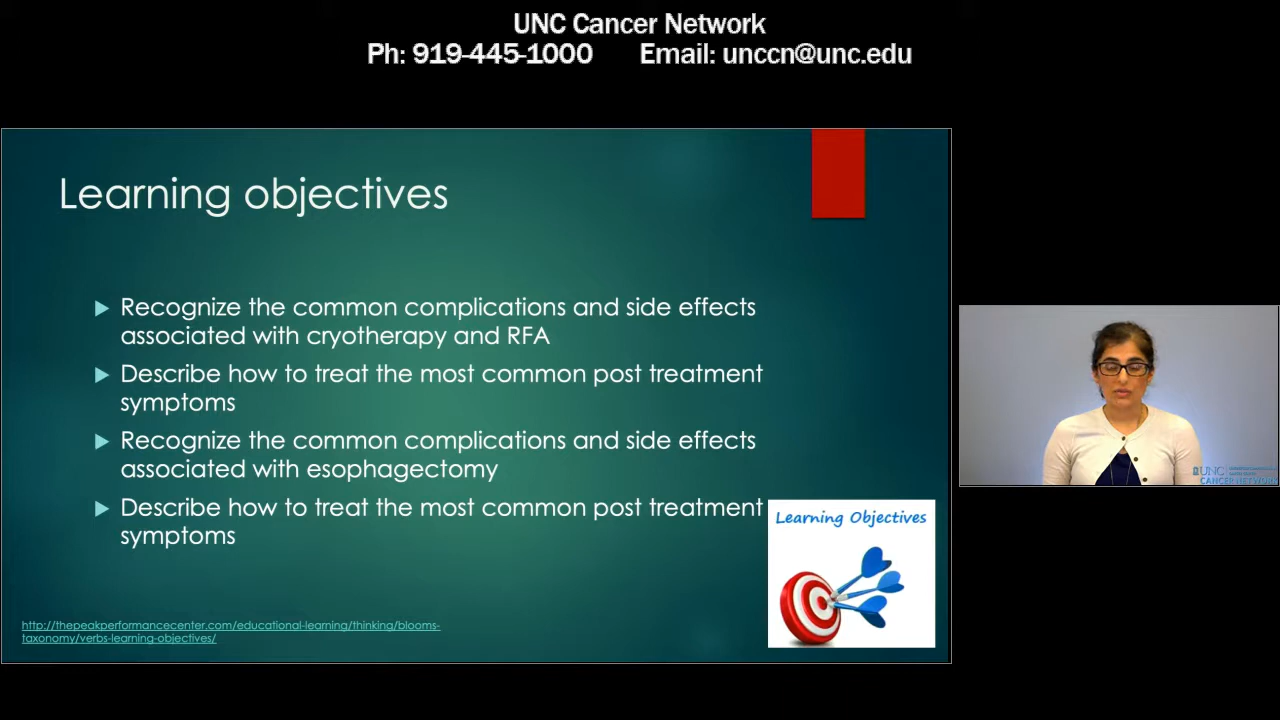 UNC Cancer Network
Ph: 919-445-1000 Email: unccn@unc.edu
Learning objectives
Recognize the common complications and side effects
associated with cryotherapy and RFA
Describe how to treat the most common post treatment
symptoms
Recognize the common complications and side effects
associated with esophagectomy
Describe how to treat the most common post treatment
symptoms
Learning Objectives
http://thepeakperformancecenter.com/educational-learning/thinking/blooms-
taxonomy/verbs-learning-objectives/
UNC
CANCER NETWORK